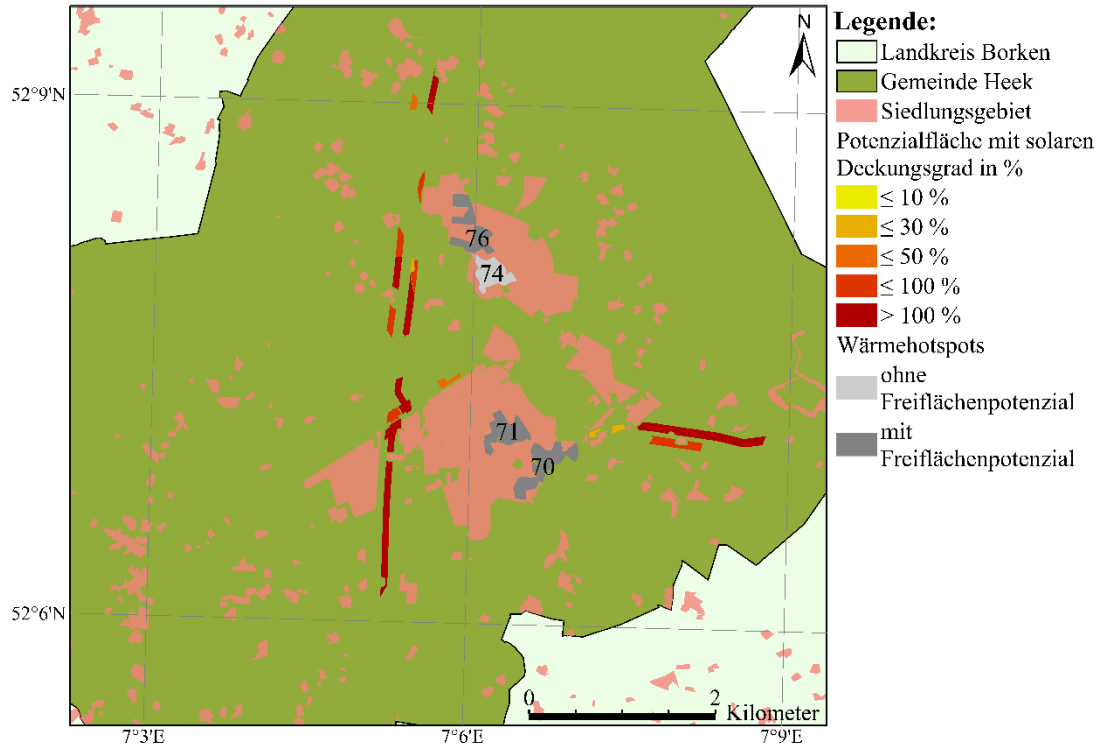 52°9'N
52°6'N
7°3'E
7°6'E
7°9'E
N
76
74
71
70
0
2
Kilometer
Legende:
Landkreis Borken
Gemeinde Heek
Siedlungsgebiet
Potenzialfläche mit solaren
Deckungsgrad in %
≤ 10 %
≤ 30 %
≤ 50 %
≤ 100 %
> 100 %
Wärmehotspots
ohne
Freiflächenpotenzial
mit
Freiflächenpotenzial